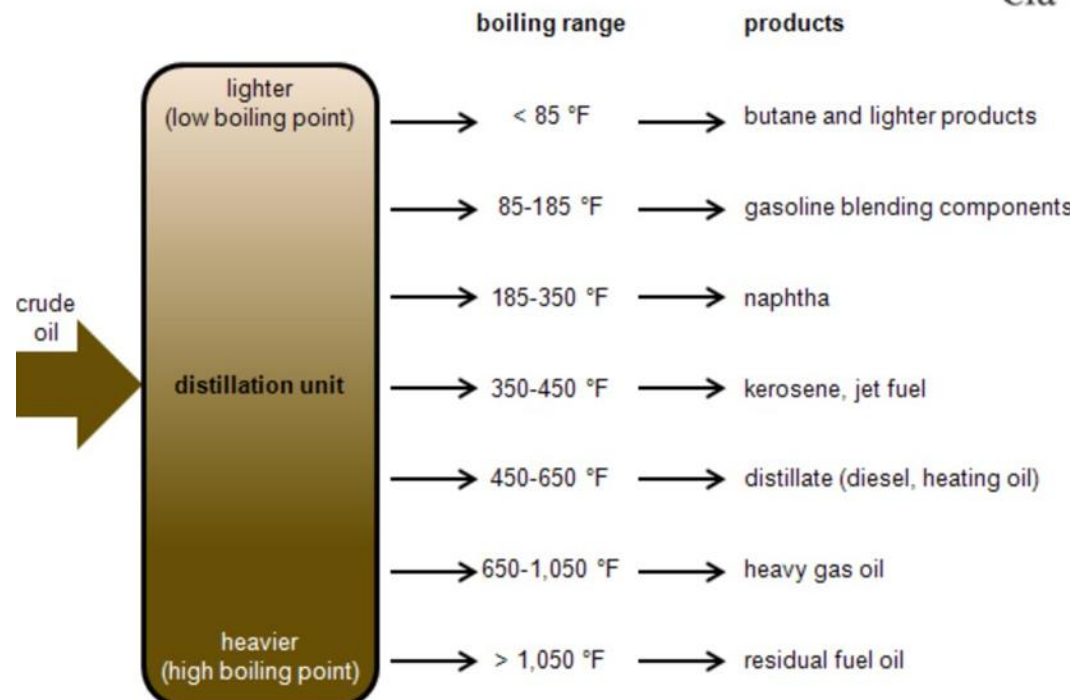 boiling range products
lighter
(low boiling point)
< 85 °F butane and lighter products
85-185 °F gasoline blending components
185-350 °F naphtha
crude
oil
distillation unit
350-450 °F kerosene, jet fuel
450-650 °F distillate (diesel, heating oil)
650-1,050 °F heavy gas oil
heavier
(high boiling point)
> 1,050 °F residual fuel oil